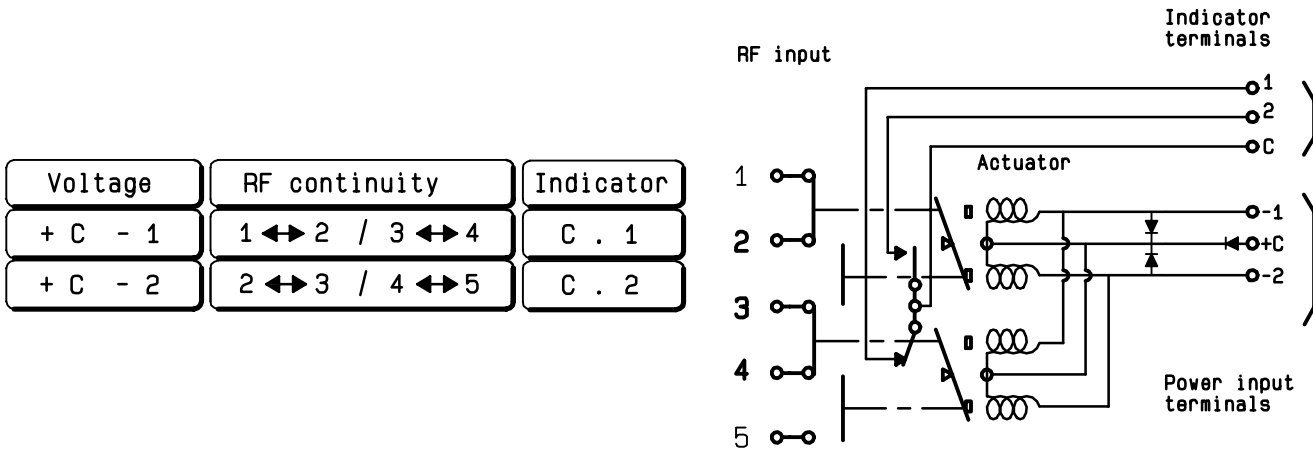 Voltage RF continuity Indicator
+ C - 1 1 ↔ 2 / 3 ↔ 4 C . 1
+ C - 2 2 ↔ 3 / 4 ↔ 5 C . 2
Indicator
terminals
RF input
1
2
C
Actuator
1
2
3
4
5
-1
+C
-2
Power input
terminals